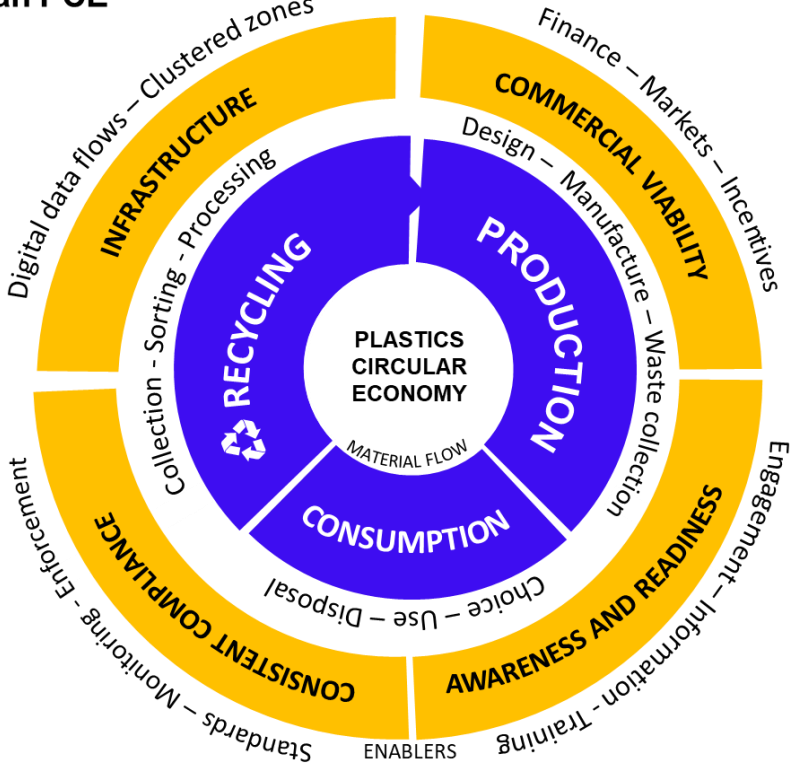 PCE
Digital data flows – Clustered zones
INFRASTRUCTURE
Finance – Markets – Incentives
COMMERCIAL VIABILITY
Collection - Sorting - Processing
Design – Manufacture – Waste collection
RECYCLING
PRODUCTION
PLASTICS
CIRCULAR
ECONOMY
MATERIAL FLOW
CONSUMPTION
Choice – Use – Disposal
CONSISTENT COMPLIANCE
Standards – Monitoring - Enforcement
AWARENESS AND READINESS
Engagement – Information - Training
ENABLERS